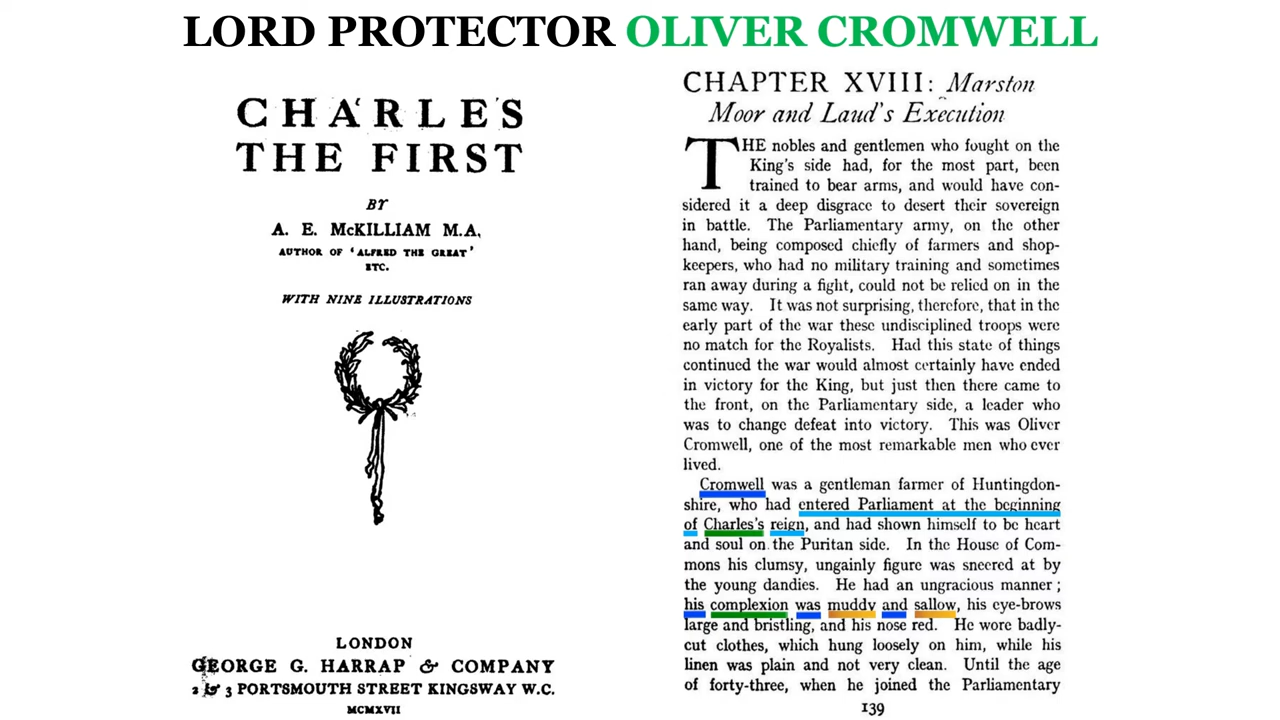 LORD PROTECTOR OLIVER CROMWELL
CHARLES
THE FIRST
BY
A. E. McKILLIAM M.A.
AUTHOR OF 'ALFRED THE GREAT'
ETC.
WITH NINE ILLUSTRATIONS
LONDON
GEORGE G. HARRAP & COMPANY
2 & 3 PORTSMOUTH STREET KINGSWAY W.C.
MCMXVII
CHAPTER XVIII: Marston
Moor and Laud's Execution
THE nobles and gentlemen who fought on the
King's side had, for the most part, been
trained to bear arms, and would have con-
sidered it a deep disgrace to desert their sovereign
in battle. The Parliamentary army, on the other
hand, being composed chiefly of farmers and shop-
keepers, who had no military training and sometimes
ran away during a fight, could not be relied on in the
same way. It was not surprising, therefore, that in the
early part of the war these undisciplined troops were
no match for the Royalists. Had this state of things
continued the war would almost certainly have ended
in victory for the King, but just then there came to
the front, on the Parliamentary side, a leader who
was to change defeat into victory. This was Oliver
Cromwell, one of the most remarkable men who ever
lived.
Cromwell was a gentleman farmer of Huntingdon-
shire, who had entered Parliament at the beginning
of Charles's reign, and had shown himself to be heart
and soul on the Puritan side. In the House of Com-
mons his clumsy, ungainly figure was sneered at by
the young dandies. He had an ungracious manner;
his complexion was muddy and sallow, his eye-brows
large and bristling, and his nose red. He wore badly-
cut clothes, which hung loosely on him, while his
linen was plain and not very clean. Until the age
of forty-three, when he joined the Parliamentary
139